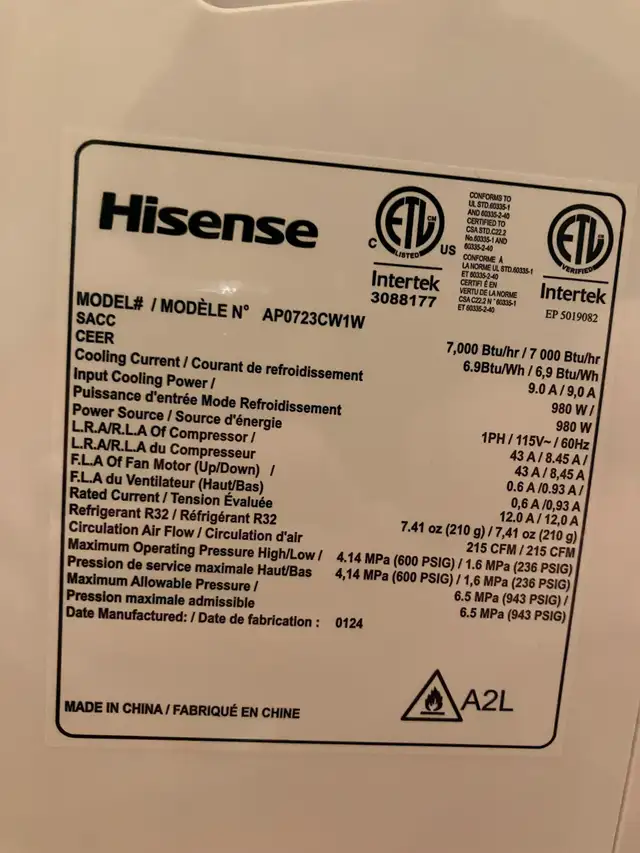 Hisense
ETL CM
C LISTED US
Intertek
3088177
CONFORMS TO
UL STD.60335-1
AND 60335-2-40
CERTIFIED TO
CSA STD.C22.2
No.60335-1 AND
60335-2-40
CONFORME À
LA NORME UL STD.60335-1
ET 60335-2-40
CERTIFIÉ EN
VERTU DE LA NORME
CSA C22.2 N° 60335-1
ET 60335-2-40
ETL CM
VERIFIED
Intertek
EP 5019082
MODEL# / MODÈLE N° AP0723CW1W
SACC 7,000 Btu/hr / 7 000 Btu/hr
CEER 6.9Btu/Wh / 6,9 Btu/Wh
Cooling Current / Courant de refroidissement 9.0 A / 9,0 A
Input Cooling Power / 980 W /
Puissance d'entrée Mode Refroidissement 980 W
Power Source / Source d'énergie 1PH / 115V~ / 60Hz
L.R.A/R.L.A Of Compressor / 43 A / 8.45 A /
L.R.A/R.L.A du Compresseur 43 A / 8,45 A
F.L.A Of Fan Motor (Up/Down) / 0.6 A /0.93 A /
F.L.A du Ventilateur (Haut/Bas) 0,6 A /0,93 A
Rated Current / Tension Évaluée 12.0 A / 12,0 A
Refrigerant R32 / Réfrigérant R32 7.41 oz (210 g) / 7,41 oz (210 g)
Circulation Air Flow / Circulation d'air 215 CFM / 215 CFM
Maximum Operating Pressure High/Low / 4.14 MPa (600 PSIG) / 1.6 MPa (236 PSIG)
Pression de service maximale Haut/Bas 4,14 MPa (600 PSIG) / 1,6 MPa (236 PSIG)
Maximum Allowable Pressure / 6.5 MPa (943 PSIG) /
Pression maximale admissible 6.5 MPa (943 PSIG)
Date Manufactured: / Date de fabrication : 0124
MADE IN CHINA / FABRIQUÉ EN CHINE
A2L